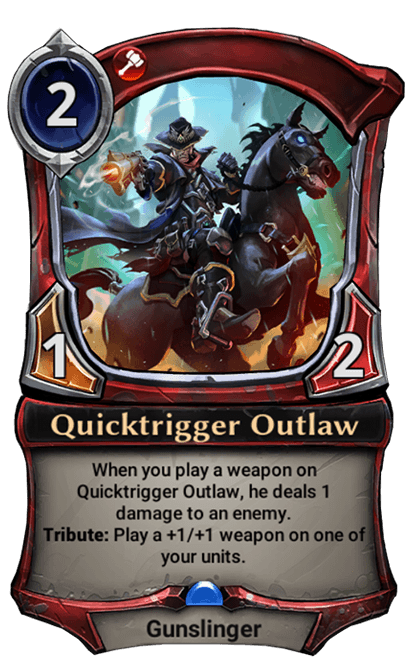 2
1
2
Quicktrigger Outlaw
When you play a weapon on
Quicktrigger Outlaw, he deals 1
damage to an enemy.
Tribute: Play a +1/+1 weapon on one of
your units.
Gunslinger